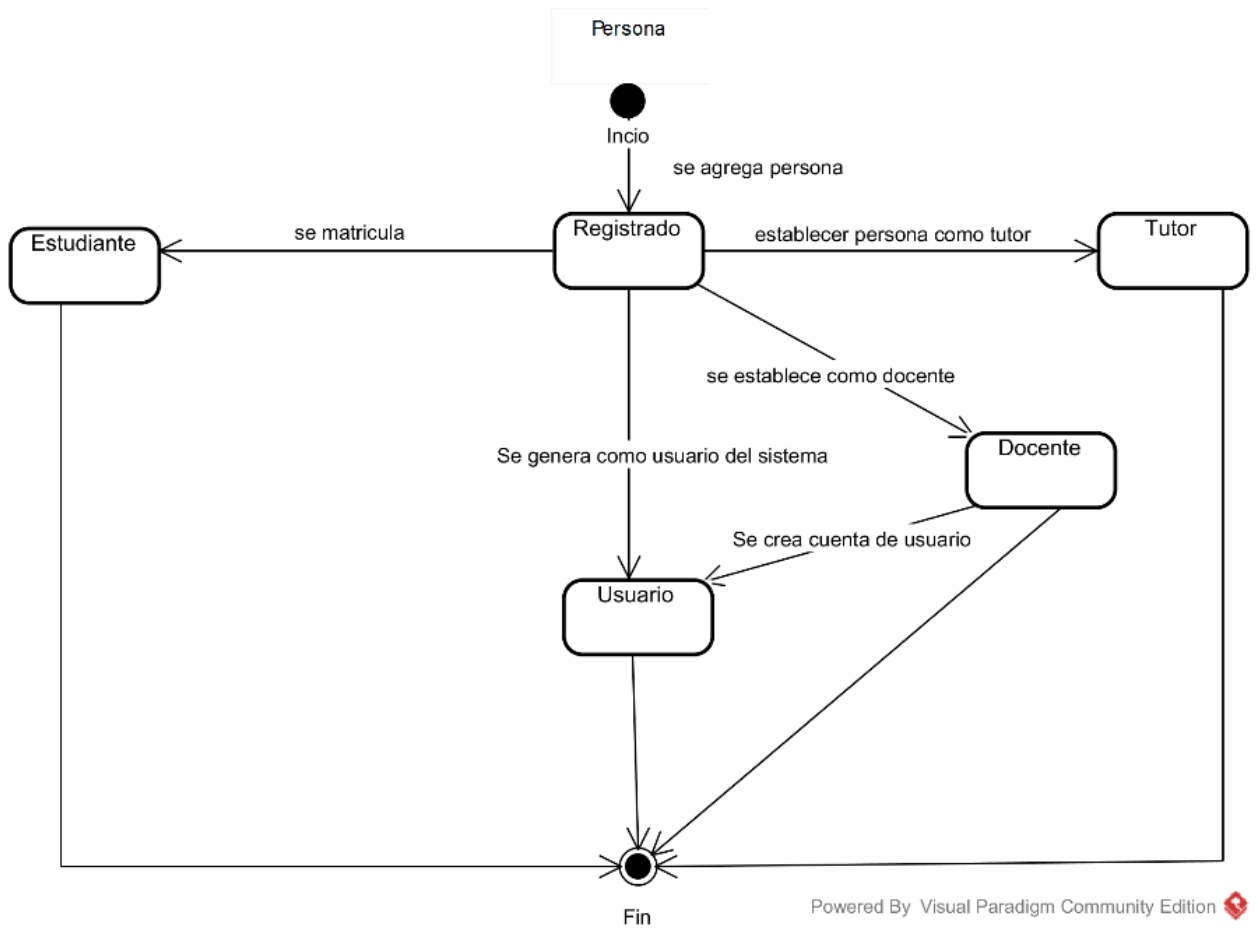 Persona
Incio
se agrega persona
Estudiante
se matricula
Registrado
establecer persona como tutor
Tutor
se establece como docente
Docente
Se genera como usuario del sistema
Se crea cuenta de usuario
Usuario
Fin
Powered By Visual Paradigm Community Edition